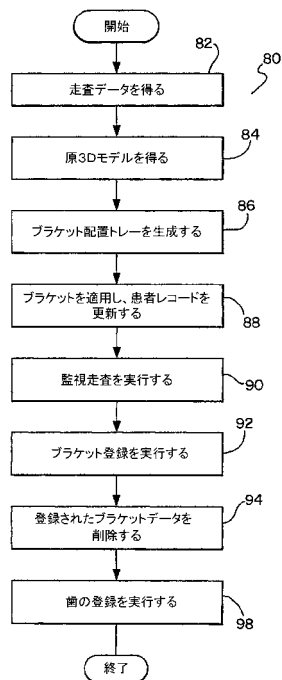 開始
82
80
走査データを得る
84
原3Dモデルを得る
86
ブラケット配置トレーを生成する
88
ブラケットを適用し、患者レコードを
更新する
90
監視走査を実行する
92
ブラケット登録を実行する
94
登録されたブラケットデータを
削除する
98
歯の登録を実行する
終了